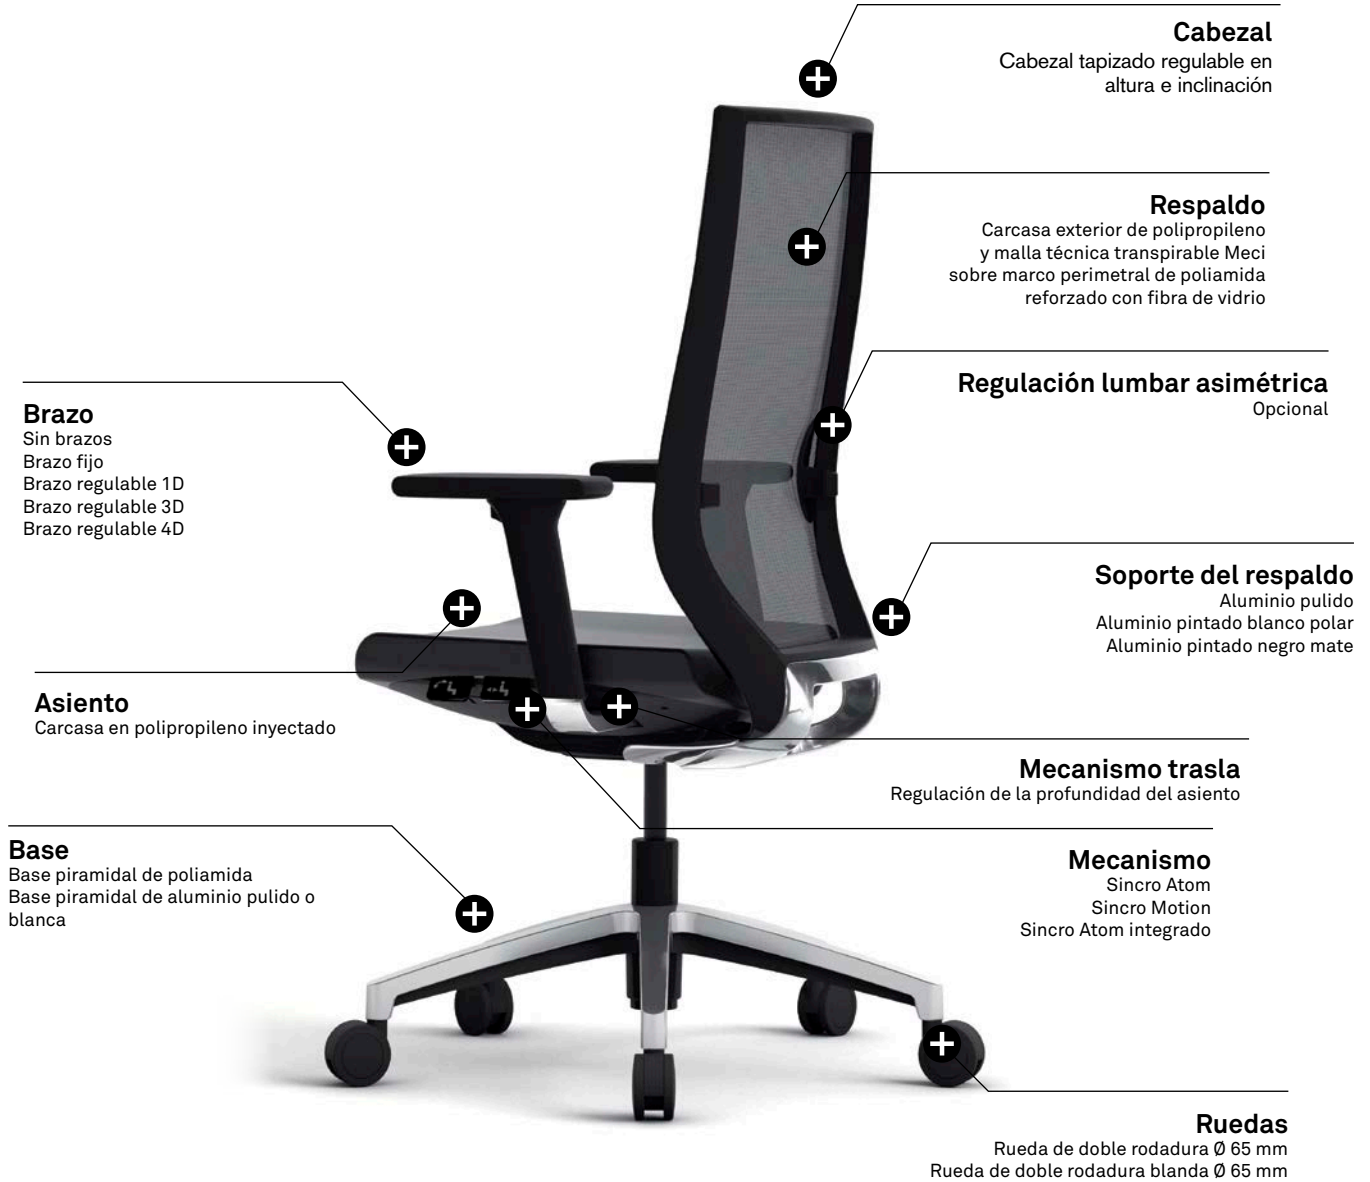 Cabezal
Cabezal tapizado regulable en
altura e inclinación
Respaldo
Carcasa exterior de polipropileno
y malla técnica transpirable Meci
sobre marco perimetral de poliamida
reforzado con fibra de vidrio
Regulación lumbar asimétrica
Opcional
Brazo
Sin brazos
Brazo fijo
Brazo regulable 1D
Brazo regulable 3D
Brazo regulable 4D
Soporte del respaldo
Aluminio pulido
Aluminio pintado blanco polar
Aluminio pintado negro mate
Asiento
Carcasa en polipropileno inyectado
Mecanismo trasla
Regulación de la profundidad del asiento
Base
Base piramidal de poliamida
Base piramidal de aluminio pulido o
blanca
Mecanismo
Sincro Atom
Sincro Motion
Sincro Atom integrado
Ruedas
Rueda de doble rodadura Ø 65 mm
Rueda de doble rodadura blanda Ø 65 mm